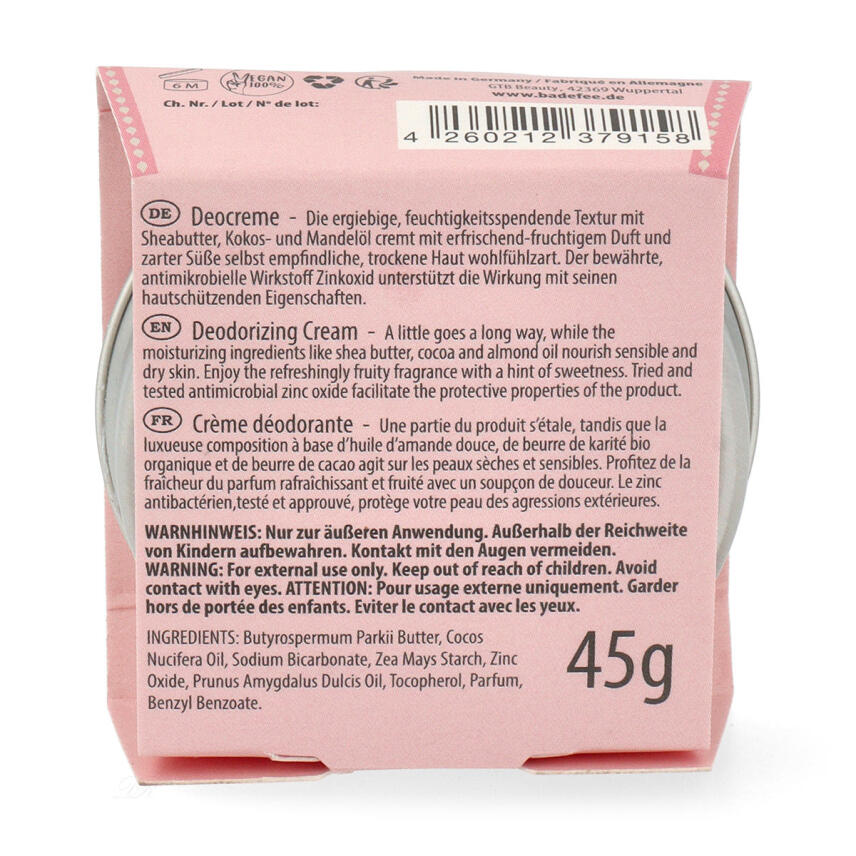 6 M
VEGAN
100%
Made in Germany / Fabriqué en Allemagne
GTB Beauty, 42369 Wuppertal
www.badefee.de
Ch. Nr./ Lot / N° de lot:
4 260212 379158
DE Deocreme - Die ergiebige, feuchtigkeitsspendende Textur mit
Sheabutter, Kokos- und Mandelöl cremt mit erfrischend-fruchtigem Duft und
zarter Süße selbst empfindliche, trockene Haut wohlfühlzart. Der bewährte,
antimikrobielle Wirkstoff Zinkoxid unterstützt die Wirkung mit seinen
hautschützenden Eigenschaften.
EN Deodorizing Cream - A little goes a long way, while the
moisturizing ingredients like shea butter, cocoa and almond oil nourish sensible and
dry skin. Enjoy the refreshingly fruity fragrance with a hint of sweetness. Tried and
tested antimicrobial zinc oxide facilitate the protective properties of the product.
FR Crème déodorante - Une partie du produit s'étale, tandis que la
luxueuse composition à base d'huile d'amande douce, de beurre de karité bio
organique et de beurre de cacao agit sur les peaux sèches et sensibles. Profitez de la
fraîcheur du parfum rafraîchissant et fruité avec un soupçon de douceur. Le zinc
antibactérien,testé et approuvé, protège votre peau des agressions extérieures.
WARNHINWEIS: Nur zur äußeren Anwendung. Außerhalb der Reichweite
von Kindern aufbewahren. Kontakt mit den Augen vermeiden.
WARNING: For external use only. Keep out of reach of children. Avoid
contact with eyes. ATTENTION: Pour usage externe uniquement. Garder
hors de portée des enfants. Eviter le contact avec les yeux.
INGREDIENTS: Butyrospermum Parkii Butter, Cocos
Nucifera Oil, Sodium Bicarbonate, Zea Mays Starch, Zinc
Oxide, Prunus Amygdalus Dulcis Oil, Tocopherol, Parfum,
Benzyl Benzoate.
45g